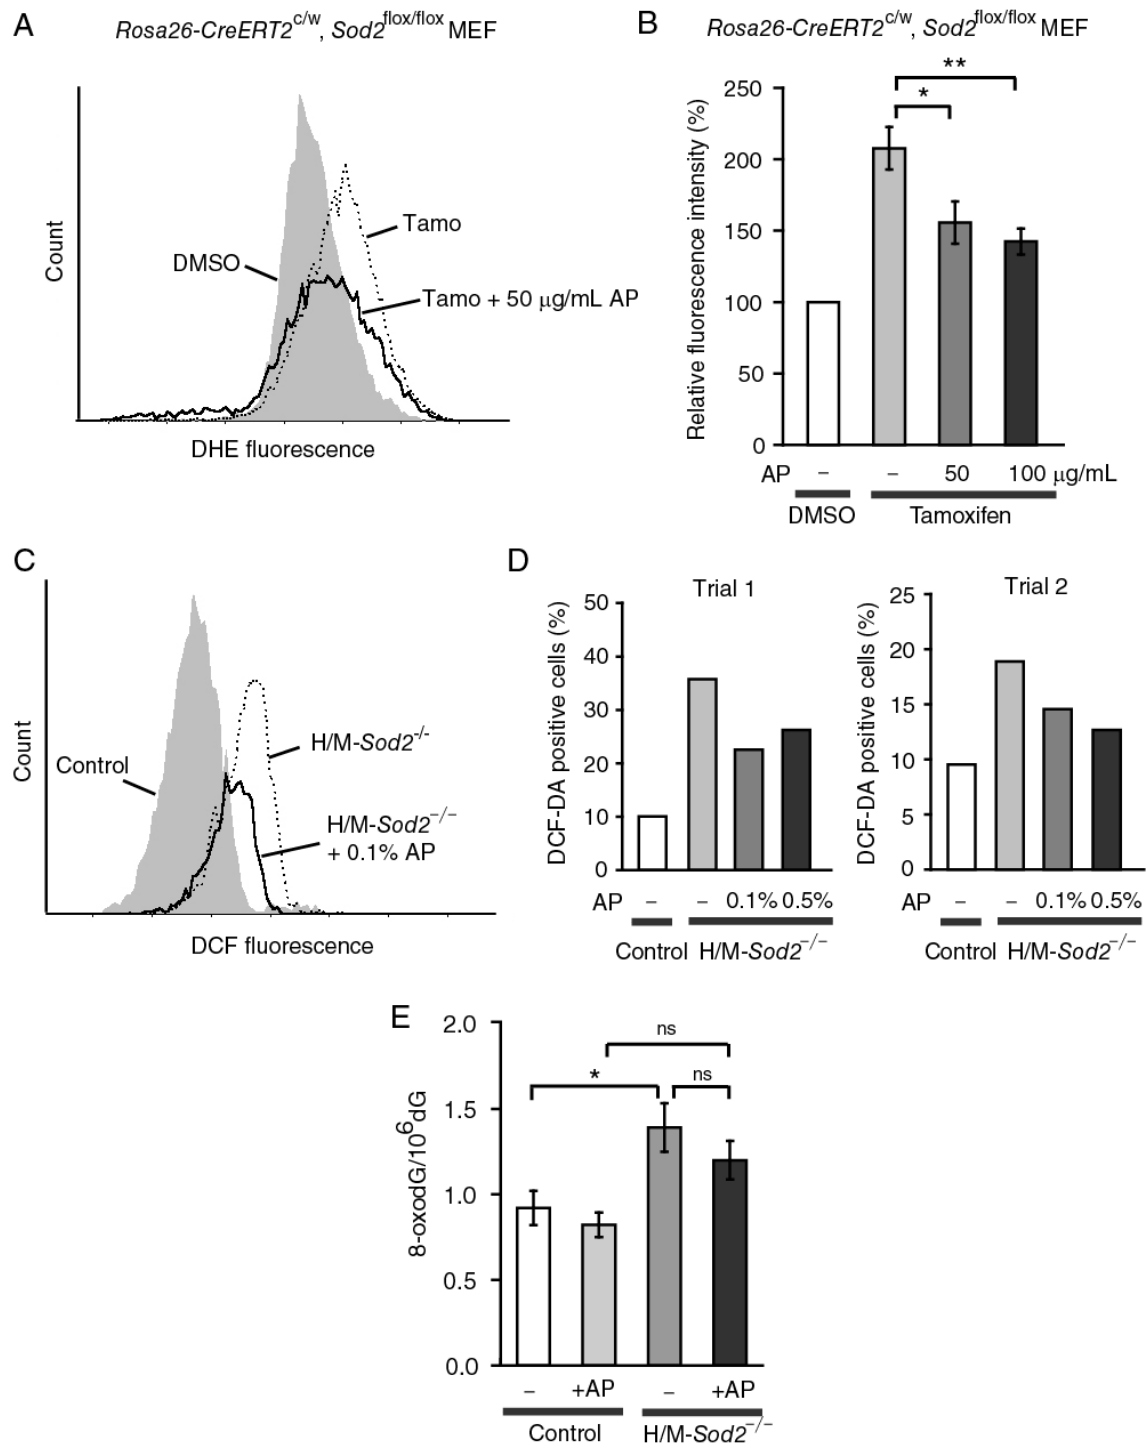 A
Rosa26-CreERT2c/w, Sod2flox/flox MEF
Count
DMSO
Tamo
Tamo + 50 μg/mL AP
DHE fluorescence
B
Rosa26-CreERT2c/w, Sod2flox/flox MEF
Relative fluorescence intensity (%)
250
200
150
100
50
0
**
*
AP – – 50 100 μg/mL
DMSO Tamoxifen
C
Count
Control
H/M-Sod2-/-
H/M-Sod2−/−
+ 0.1% AP
DCF fluorescence
D
Trial 1
DCF-DA positive cells (%)
50
40
30
20
10
0
AP – – 0.1% 0.5%
Control H/M-Sod2−/−
Trial 2
DCF-DA positive cells (%)
25
20
15
10
5
0
AP – – 0.1% 0.5%
Control H/M-Sod2−/−
E
8-oxodG/10⁶dG
2.0
1.5
1.0
0.5
0.0
ns
* ns
– +AP – +AP
Control H/M-Sod2−/−